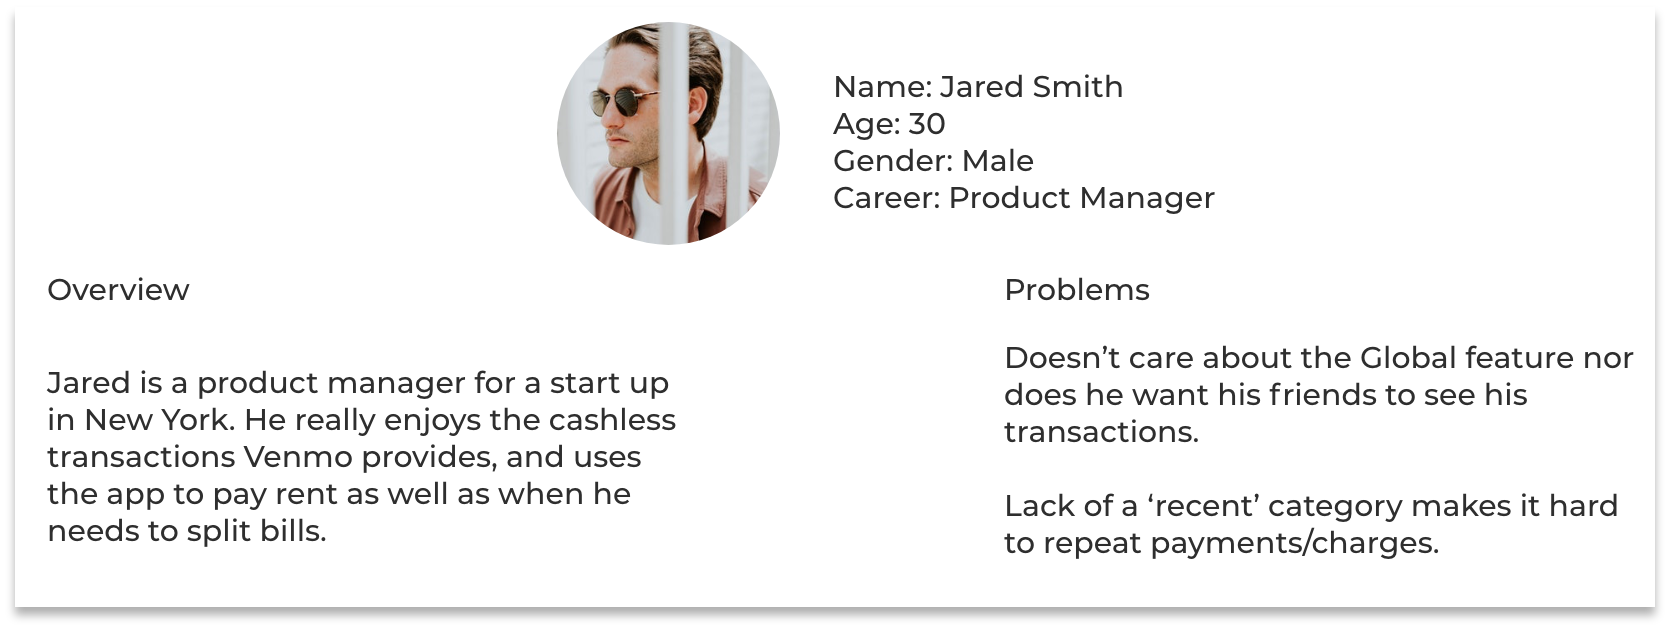 Name: Jared Smith
Age: 30
Gender: Male
Career: Product Manager
Overview
Jared is a product manager for a start up
in New York. He really enjoys the cashless
transactions Venmo provides, and uses
the app to pay rent as well as when he
needs to split bills.
Problems
Doesn’t care about the Global feature nor
does he want his friends to see his
transactions.
Lack of a ‘recent’ category makes it hard
to repeat payments/charges.